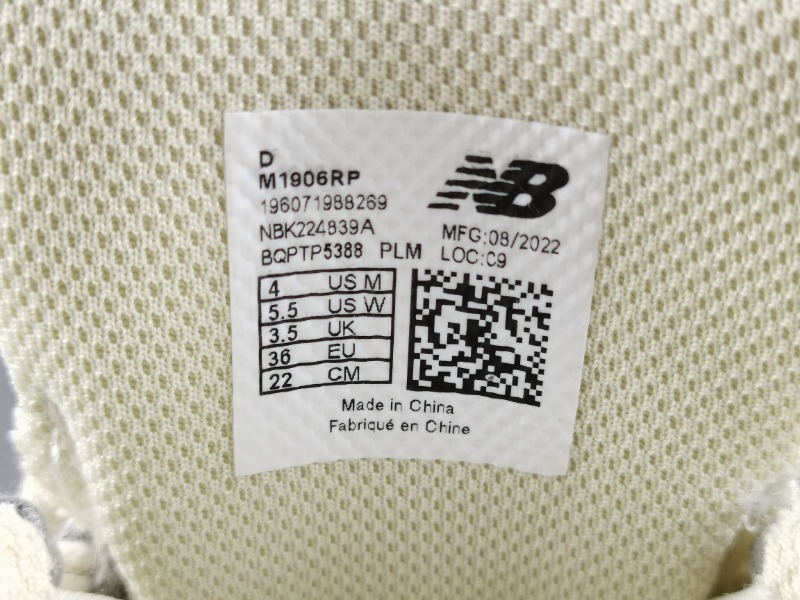 D
M1906RP
196071988269
NBK224839A
BQPTP5388 PLM
NB
MFG:08/2022
LOC:C9
4 US M
5.5 US W
3.5 UK
36 EU
22 CM
Made in China
Fabriqué en Chine